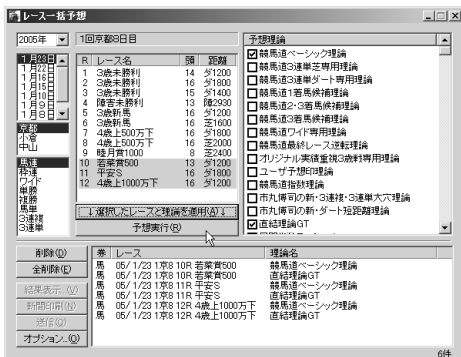 レース一括予想
2005年
1回京都8日目
予想理論
1月23日
1月22日
1月16日
1月15日
1月10日
1月9日
1月8日
京都
小倉
中山
馬連
枠連
ワイド
単勝
複勝
馬単
3連複
3連単
R レース名 頭 距離
1 3歳未勝利 14 ダ1200
2 3歳未勝利 16 ダ1800
3 3歳未勝利 15 ダ1400
4 障害未勝利 13 障2930
5 3歳新馬 16 ダ1200
6 3歳新馬 16 芝1600
7 4歳上500万下 16 ダ1800
8 4歳上500万下 16 芝2000
9 睦月賞1000 8 芝2400
10 若菜賞500 13 ダ1200
11 平安S 16 ダ1800
12 4歳上1000万下 16 ダ1200
↓選択したレースと理論を適用(A)↓
予想実行(R)
競馬道ベーシック理論
競馬道3連単芝専用理論
競馬道3連単ダート専用理論
競馬道1着馬候補理論
競馬道2・3着馬候補理論
競馬道3着馬候補理論
競馬道ワイド専用理論
競馬道最終レース逆転理論
オリジナル実績重視3歳戦専用理論
ユーザ予想印理論
競馬道指数理論
市丸博司の新・3連複・3連単大穴理論
市丸博司の新・ダート短距離理論
直結理論GT
削除(D)
全削除(E)
結果表示...(V)
新聞印刷(N)
送信(Q)
オプション...(O)
券 レース 理論名
馬 05/ 1/23 1京8 10R 若菜賞500 競馬道ベーシック理論
馬 05/ 1/23 1京8 10R 若菜賞500 直結理論GT
馬 05/ 1/23 1京8 11R 平安S 競馬道ベーシック理論
馬 05/ 1/23 1京8 11R 平安S 直結理論GT
馬 05/ 1/23 1京8 12R 4歳上1000万下 競馬道ベーシック理論
馬 05/ 1/23 1京8 12R 4歳上1000万下 直結理論GT
6件